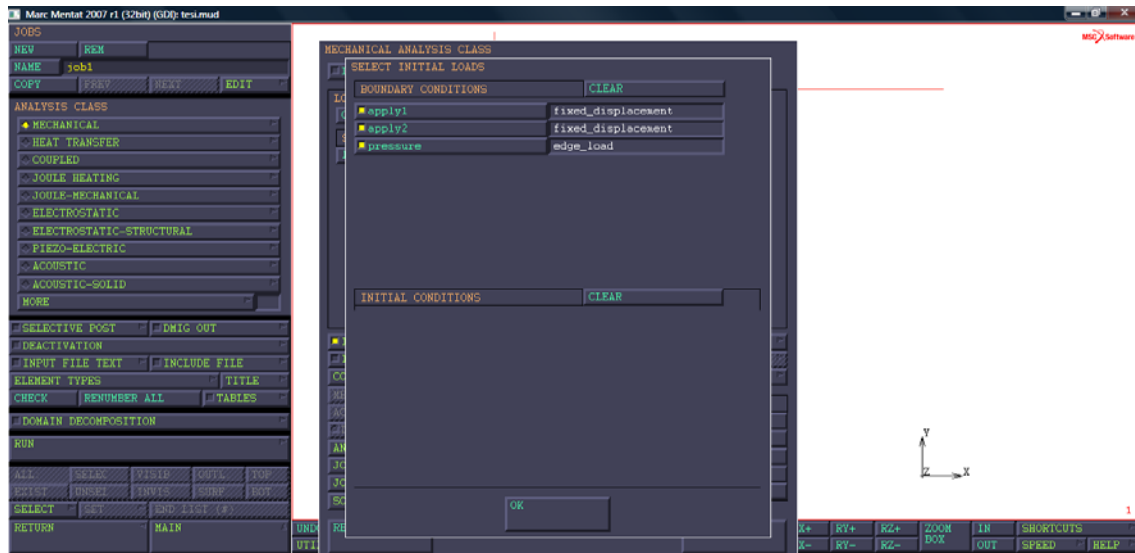 Marc Mentat 2007 r1 (32bit) (GDI): tesi.mud
JOBS
NEW REM
NAME job1
COPY PREV NEXT EDIT
ANALYSIS CLASS
MECHANICAL
HEAT TRANSFER
COUPLED
JOULE HEATING
JOULE-MECHANICAL
ELECTROSTATIC
ELECTROSTATIC-STRUCTURAL
PIEZO-ELECTRIC
ACOUSTIC
ACOUSTIC-SOLID
MORE
SELECTIVE POST DMIG OUT
DEACTIVATION
INPUT FILE TEXT INCLUDE FILE
ELEMENT TYPES TITLE
CHECK RENUMBER ALL TABLES
DOMAIN DECOMPOSITION
RUN
ALL SELEC VISIB OUTL TOP
EXIST UNSEL INVIS SURF BOT
SELECT SET END LIST (#)
RETURN MAIN
MECHANICAL ANALYSIS CLASS
SELECT INITIAL LOADS
BOUNDARY CONDITIONS CLEAR
apply1 fixed_displacement
apply2 fixed_displacement
pressure edge_load
INITIAL CONDITIONS CLEAR
OK
MSC Software
Y
Z X
1
X+ RY+ RZ+ ZOOM BOX IN SHORTCUTS
X- RY- RZ- OUT SPEED HELP